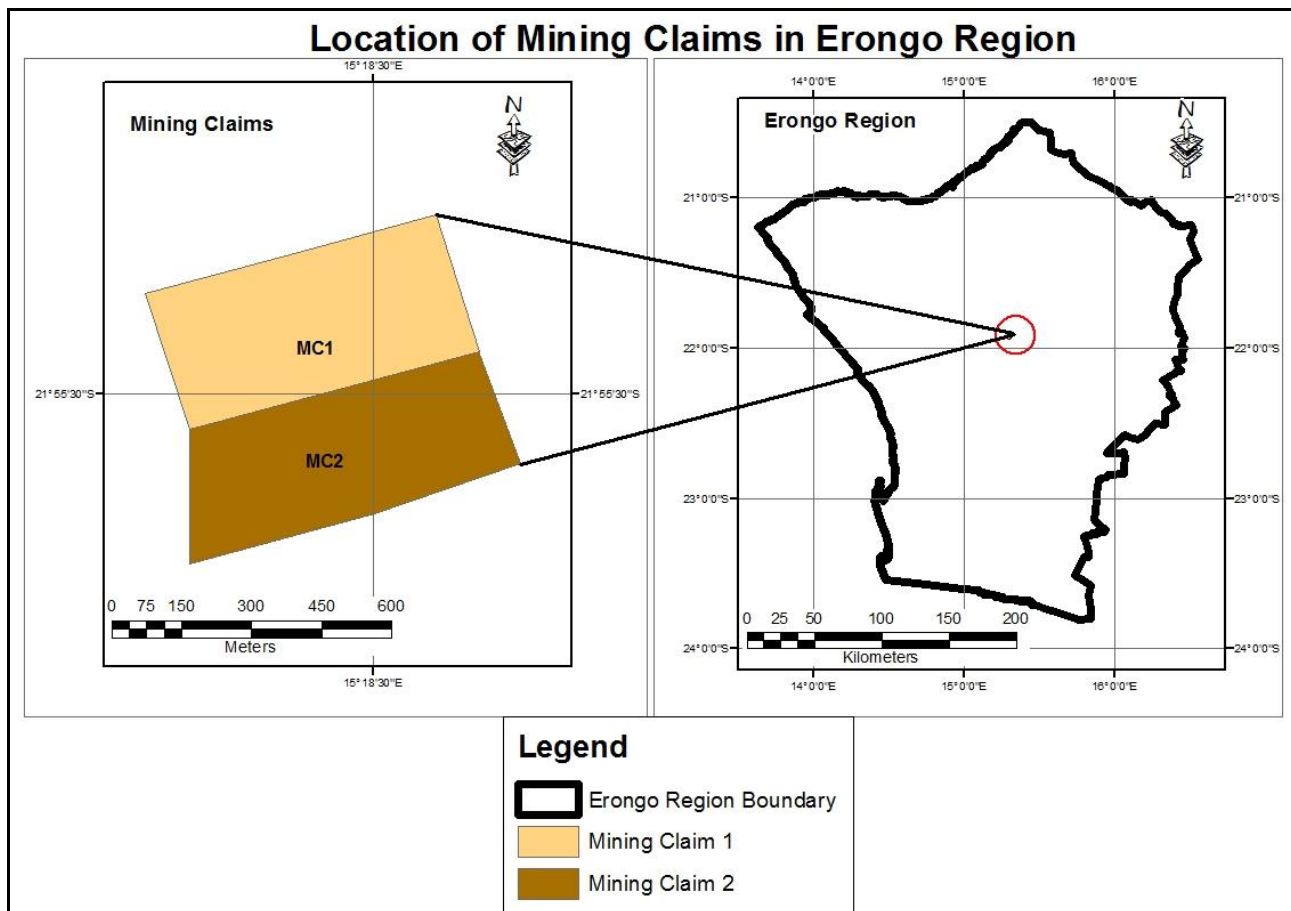 Location of Mining Claims in Erongo Region
15°18'30"E
Mining Claims
N
MC1
21°55'30"S
21°55'30"S
MC2
0 75 150 300 450 600
Meters
15°18'30"E
14°0'0"E 15°0'0"E 16°0'0"E
Erongo Region
N
21°0'0"S
21°0'0"S
22°0'0"S
22°0'0"S
23°0'0"S
23°0'0"S
0 25 50 100 150 200
Kilometers
24°0'0"S
24°0'0"S
14°0'0"E 15°0'0"E 16°0'0"E
Legend
Erongo Region Boundary
Mining Claim 1
Mining Claim 2